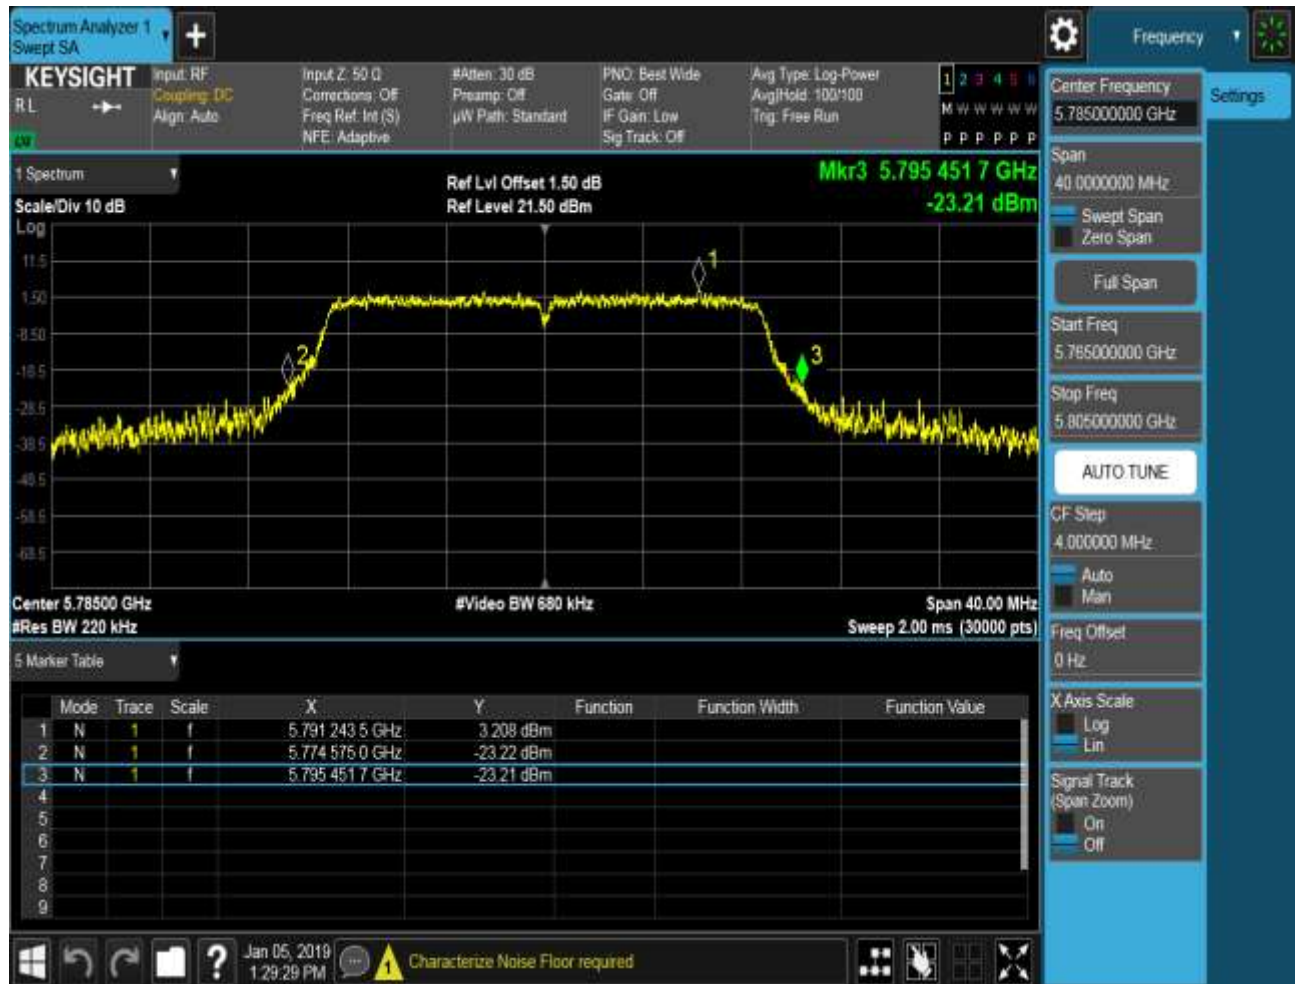 Spectrum Analyzer 1
Swept SA
+
Frequency
KEYSIGHT
RL
Input: RF
Coupling: DC
Align: Auto
Input Z: 50 Ω
Corrections: Off
Freq Ref: Int (S)
NFE: Adaptive
#Atten: 30 dB
Preamp: Off
µW Path: Standard
PNO: Best Wide
Gate: Off
IF Gain: Low
Sig Track: Off
Avg Type: Log-Power
Avg|Hold: 100/100
Trig: Free Run
1 2 3 4 5 6
M W W W W W
P P P P P P
1 Spectrum
Scale/Div 10 dB
Log
Ref Lvl Offset 1.50 dB
Ref Level 21.50 dBm
Mkr3 5.795 451 7 GHz
-23.21 dBm
11.5
1.50
-8.50
-18.5
-28.5
-38.5
-48.5
-58.5
-68.5
1
2
3
Center 5.78500 GHz
#Res BW 220 kHz
#Video BW 680 kHz
Span 40.00 MHz
Sweep 2.00 ms (30000 pts)
5 Marker Table
Mode Trace Scale X Y Function Function Width Function Value
1 N 1 f 5.791 243 5 GHz 3.208 dBm
2 N 1 f 5.774 575 0 GHz -23.22 dBm
3 N 1 f 5.795 451 7 GHz -23.21 dBm
4
5
6
7
8
9
Center Frequency
5.785000000 GHz
Settings
Span
40.0000000 MHz
Swept Span
Zero Span
Full Span
Start Freq
5.765000000 GHz
Stop Freq
5.805000000 GHz
AUTO TUNE
CF Step
4.000000 MHz
Auto
Man
Freq Offset
0 Hz
X Axis Scale
Log
Lin
Signal Track
(Span Zoom)
On
Off
?
Jan 05, 2019
1:29:29 PM
1
Characterize Noise Floor required